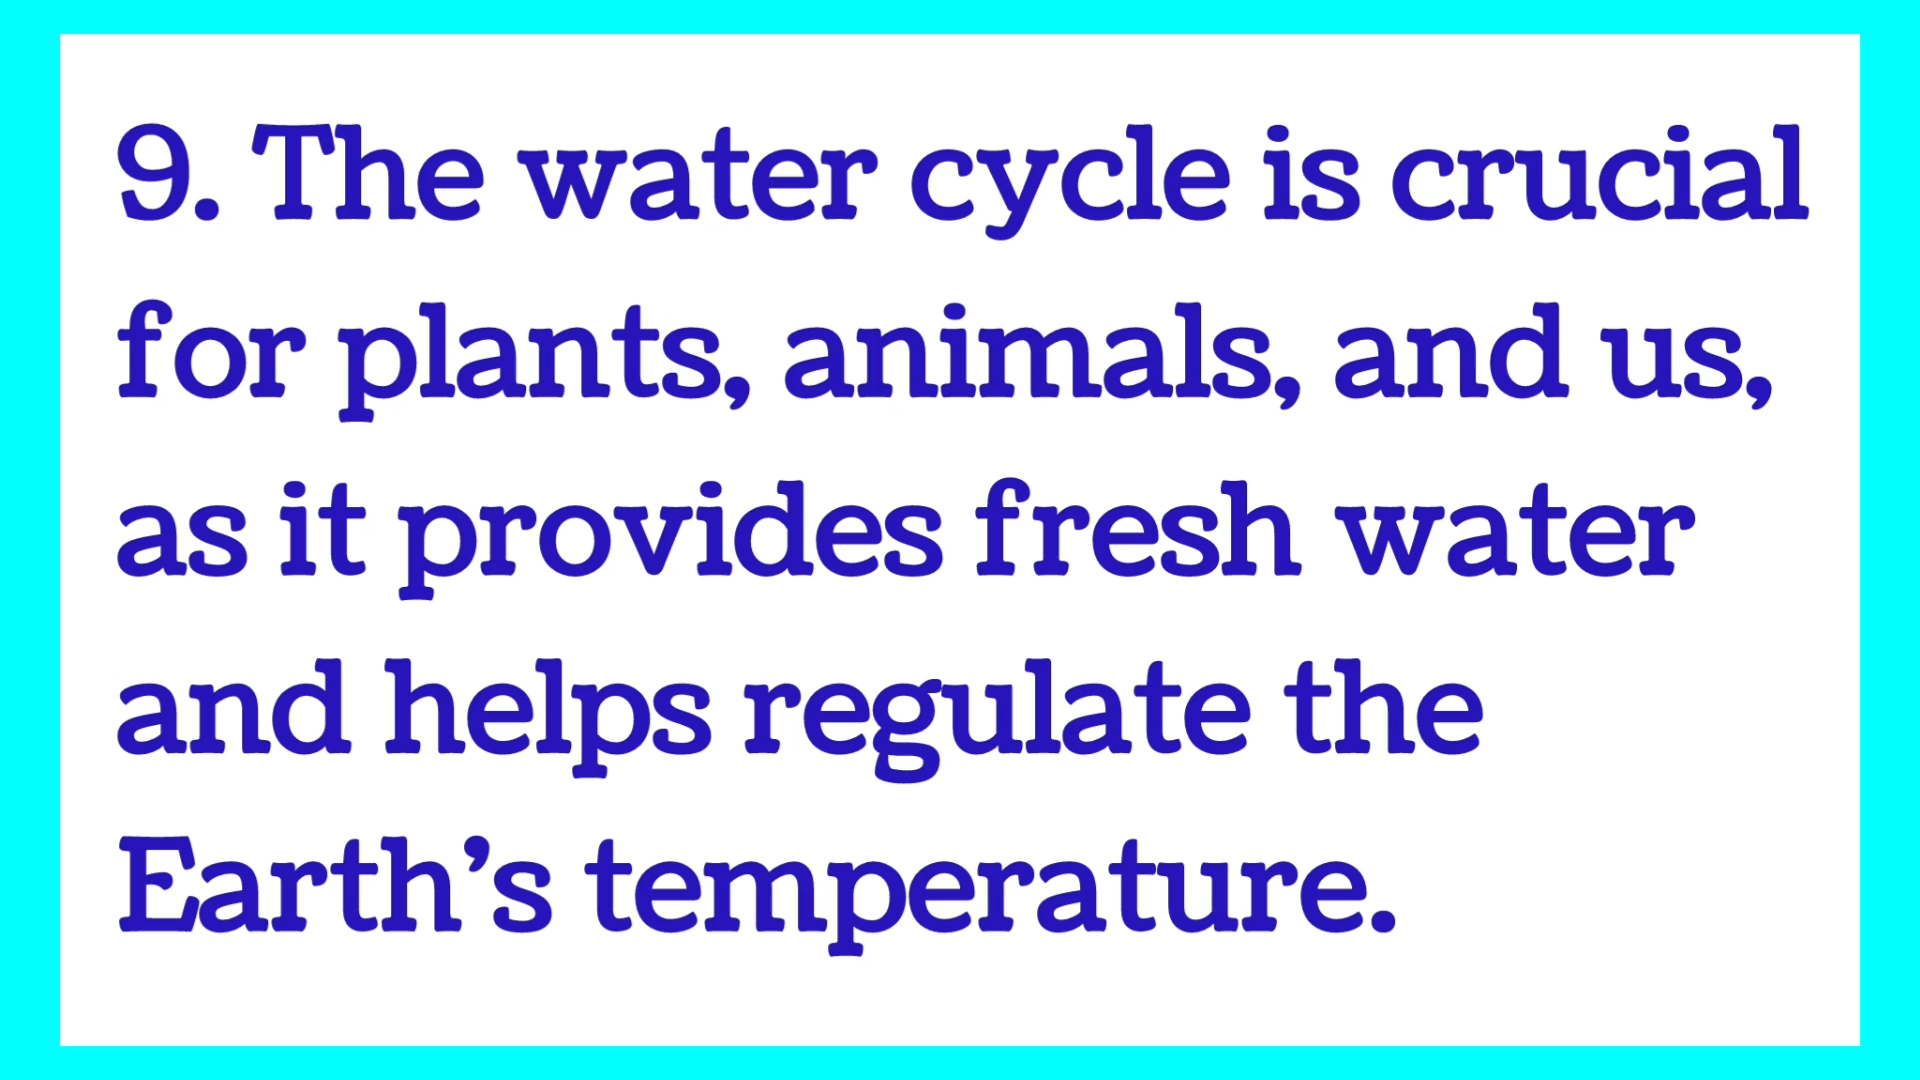 9. The water cycle is crucial
for plants, animals, and us,
as it provides fresh water
and helps regulate the
Earth’s temperature.